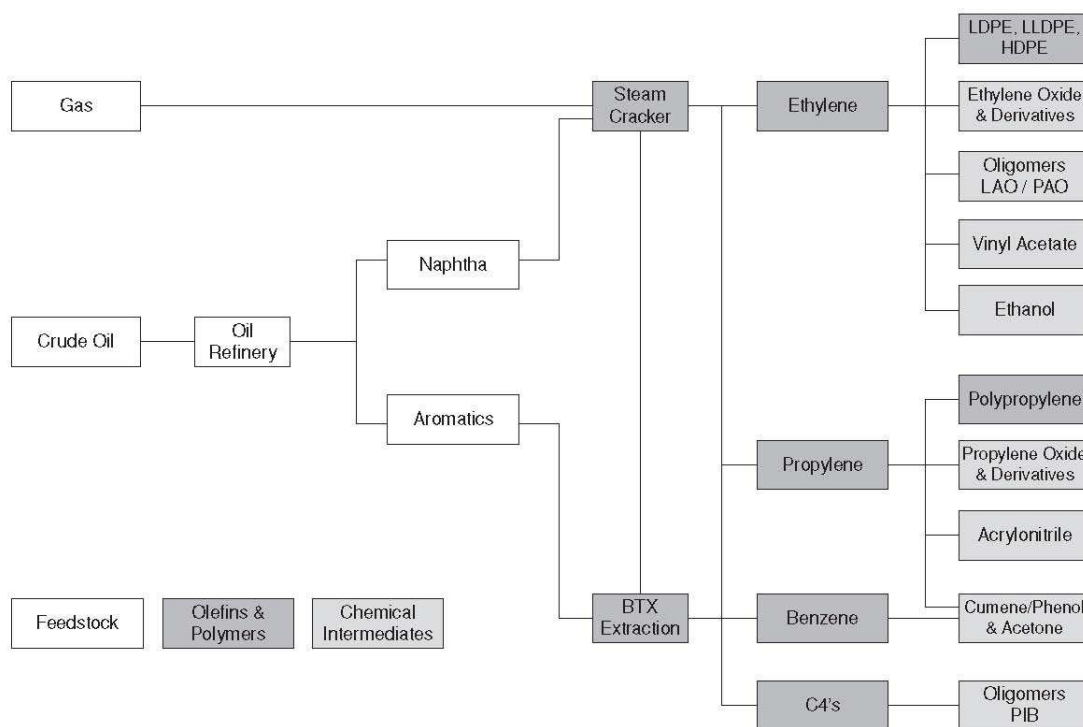 Gas
Crude Oil
Oil
Refinery
Naphtha
Aromatics
Steam
Cracker
BTX
Extraction
Ethylene
Propylene
Benzene
C4's
LDPE, LLDPE,
HDPE
Ethylene Oxide
& Derivatives
Oligomers
LAO / PAO
Vinyl Acetate
Ethanol
Polypropylene
Propylene Oxide
& Derivatives
Acrylonitrile
Cumene/Phenol
& Acetone
Oligomers
PIB
Feedstock
Olefins &
Polymers
Chemical
Intermediates